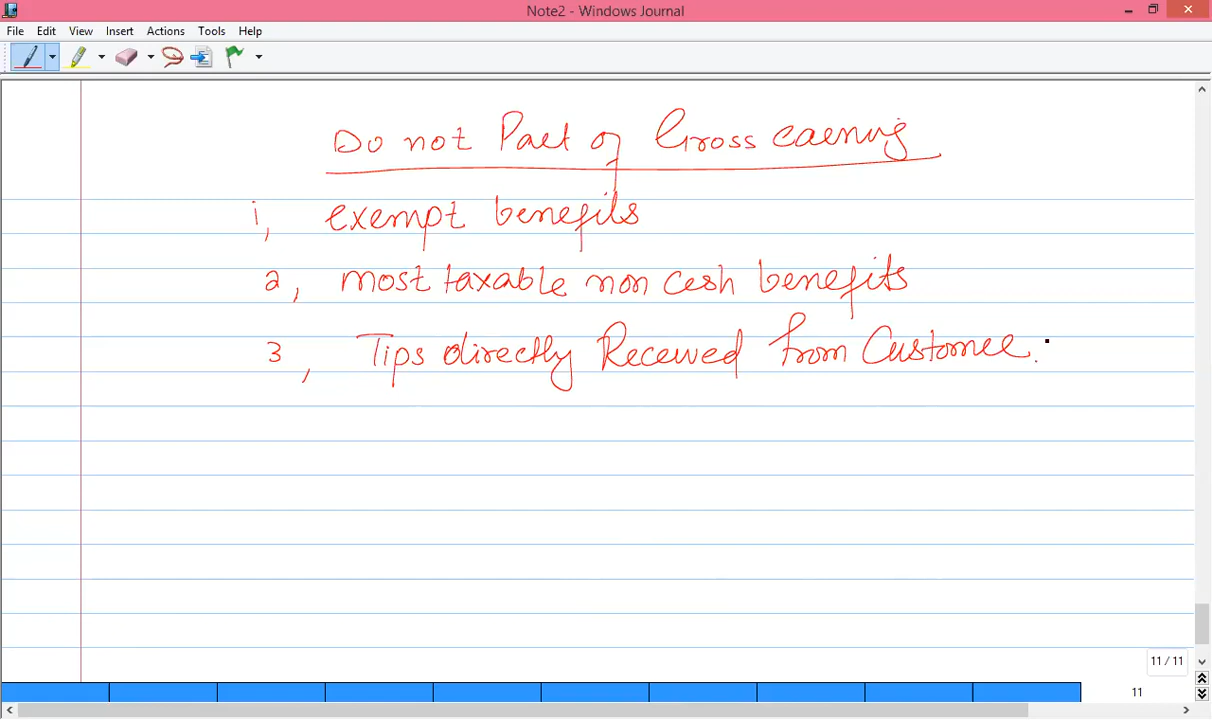 Note2 - Windows Journal
File Edit View Insert Actions Tools Help
Do not Part of Gross earning
1, exempt benefits
2, most taxable non cash benefits
3, Tips directly Received from Customer.
11 / 11
11